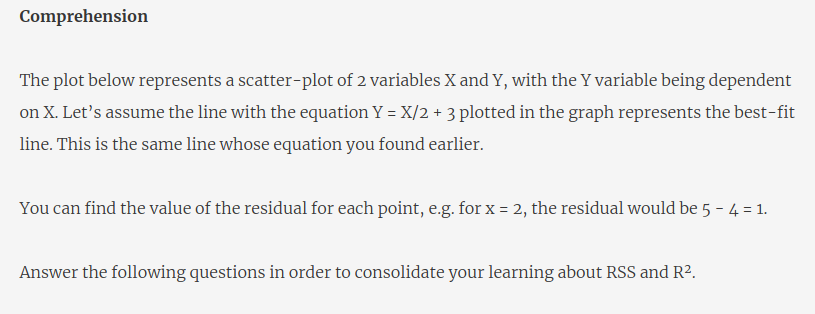 Comprehension
The plot below represents a scatter-plot of 2 variables X and Y, with the Y variable being dependent
on X. Let’s assume the line with the equation Y = X/2 + 3 plotted in the graph represents the best-fit
line. This is the same line whose equation you found earlier.
You can find the value of the residual for each point, e.g. for x = 2, the residual would be 5 - 4 = 1.
Answer the following questions in order to consolidate your learning about RSS and R².